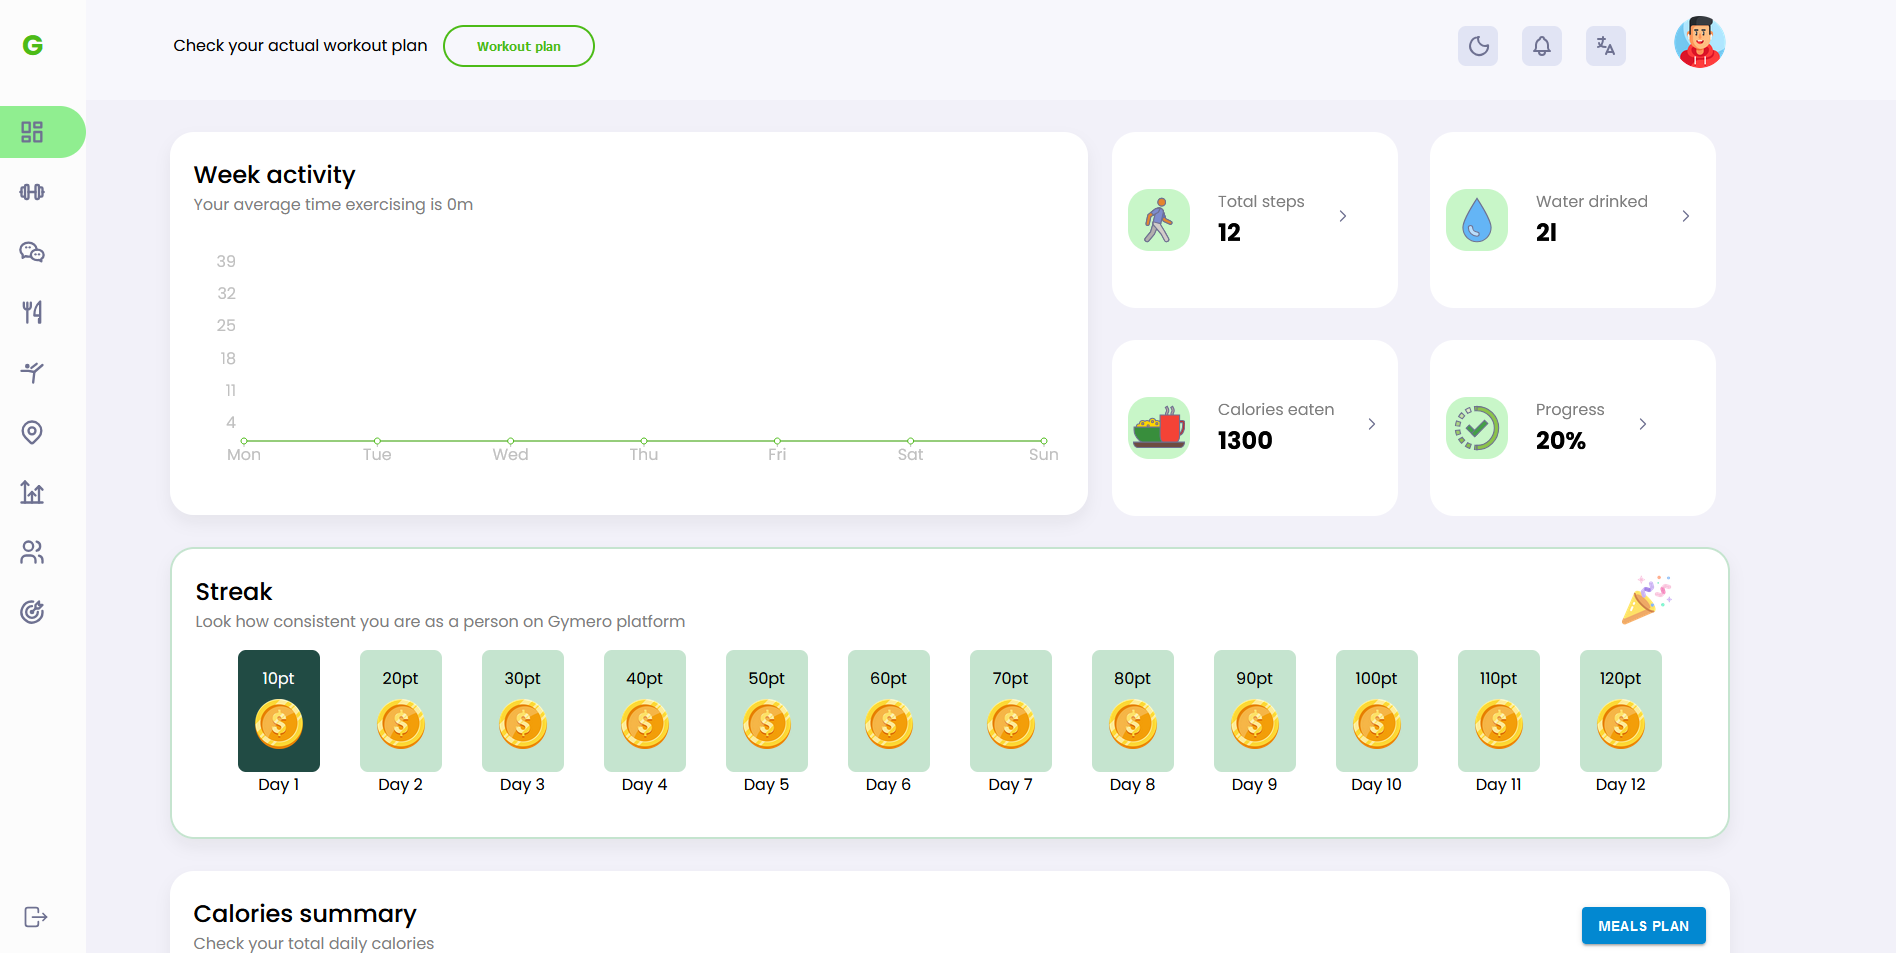 G
Check your actual workout plan
Workout plan
Week activity
Your average time exercising is 0m
39
32
25
18
11
4
Mon Tue Wed Thu Fri Sat Sun
Total steps
12
Water drinked
2l
Calories eaten
1300
Progress
20%
Streak
Look how consistent you are as a person on Gymero platform
10pt 20pt 30pt 40pt 50pt 60pt 70pt 80pt 90pt 100pt 110pt 120pt
Day 1 Day 2 Day 3 Day 4 Day 5 Day 6 Day 7 Day 8 Day 9 Day 10 Day 11 Day 12
Calories summary
Check your total daily calories
MEALS PLAN